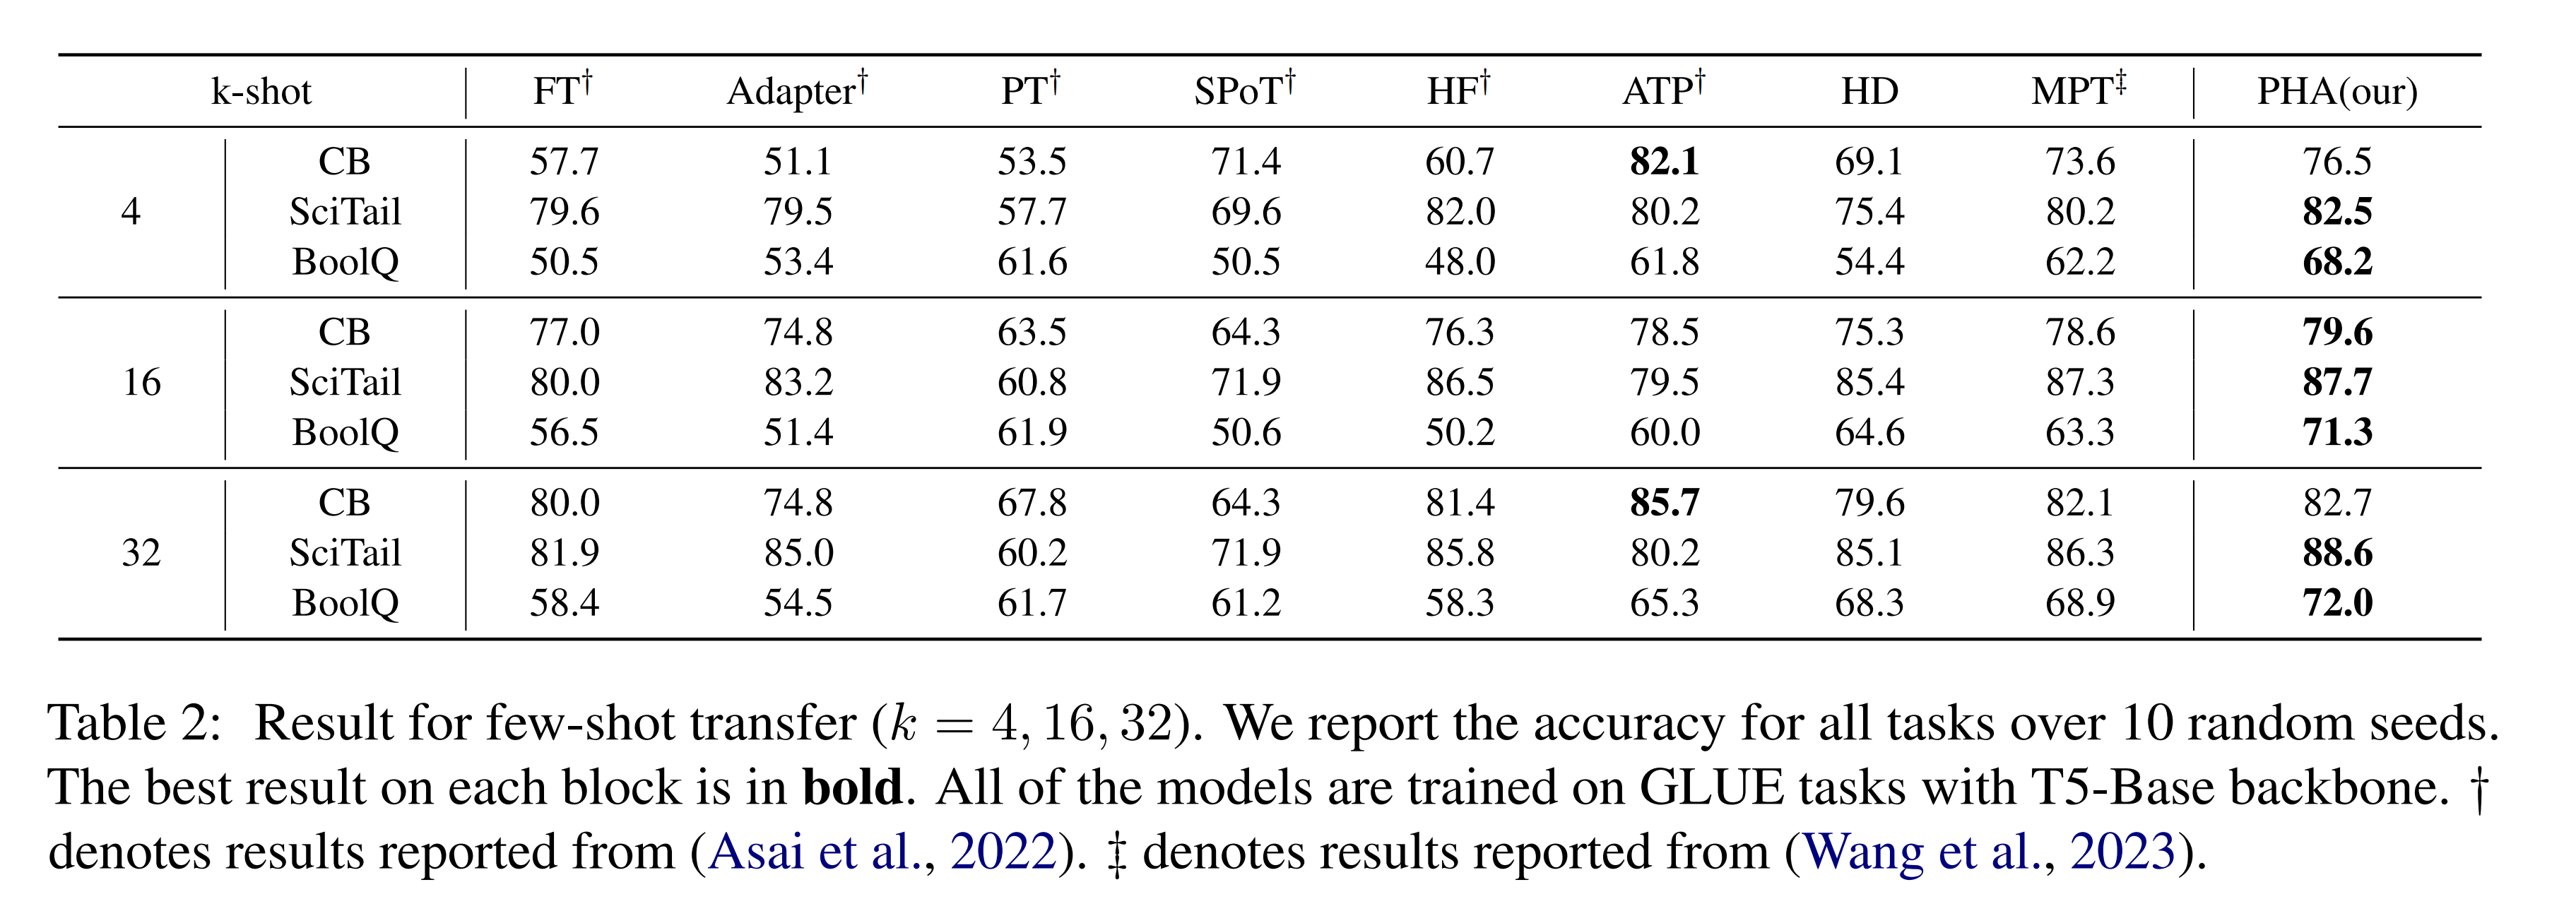 k-shot FT† Adapter† PT† SPoT† HF† ATP† HD MPT‡ PHA(our)
CB 57.7 51.1 53.5 71.4 60.7 82.1 69.1 73.6 76.5
4 SciTail 79.6 79.5 57.7 69.6 82.0 80.2 75.4 80.2 82.5
BoolQ 50.5 53.4 61.6 50.5 48.0 61.8 54.4 62.2 68.2
CB 77.0 74.8 63.5 64.3 76.3 78.5 75.3 78.6 79.6
16 SciTail 80.0 83.2 60.8 71.9 86.5 79.5 85.4 87.3 87.7
BoolQ 56.5 51.4 61.9 50.6 50.2 60.0 64.6 63.3 71.3
CB 80.0 74.8 67.8 64.3 81.4 85.7 79.6 82.1 82.7
32 SciTail 81.9 85.0 60.2 71.9 85.8 80.2 85.1 86.3 88.6
BoolQ 58.4 54.5 61.7 61.2 58.3 65.3 68.3 68.9 72.0
Table 2: Result for few-shot transfer (k = 4, 16, 32). We report the accuracy for all tasks over 10 random seeds.
The best result on each block is in bold. All of the models are trained on GLUE tasks with T5-Base backbone. †
denotes results reported from (Asai et al., 2022). ‡ denotes results reported from (Wang et al., 2023).